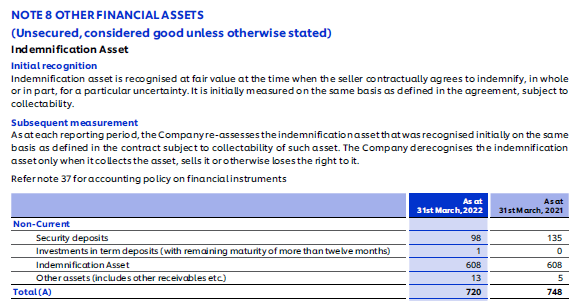 NOTE 8 OTHER FINANCIAL ASSETS
(Unsecured, considered good unless otherwise stated)
Indemnification Asset
Initial recognition
Indemnification asset is recognised at fair value at the time when the seller contractually agrees to indemnify, in whole
or in part, for a particular uncertainty. It is initially measured on the same basis as defined in the agreement, subject to
collectability.
Subsequent measurement
As at each reporting period, the Company re-assesses the indemnification asset that was recognised initially on the same
basis as defined in the contract subject to collectability of such asset. The Company derecognises the indemnification
asset only when it collects the asset, sells it or otherwise loses the right to it.
Refer note 37 for accounting policy on financial instruments
As at As at
31st March, 2022 31st March, 2021
Non-Current
Security deposits 98 135
Investments in term deposits (with remaining maturity of more than twelve months) 1 0
Indemnification Asset 608 608
Other assets (includes other receivables etc.) 13 5
Total (A) 720 748